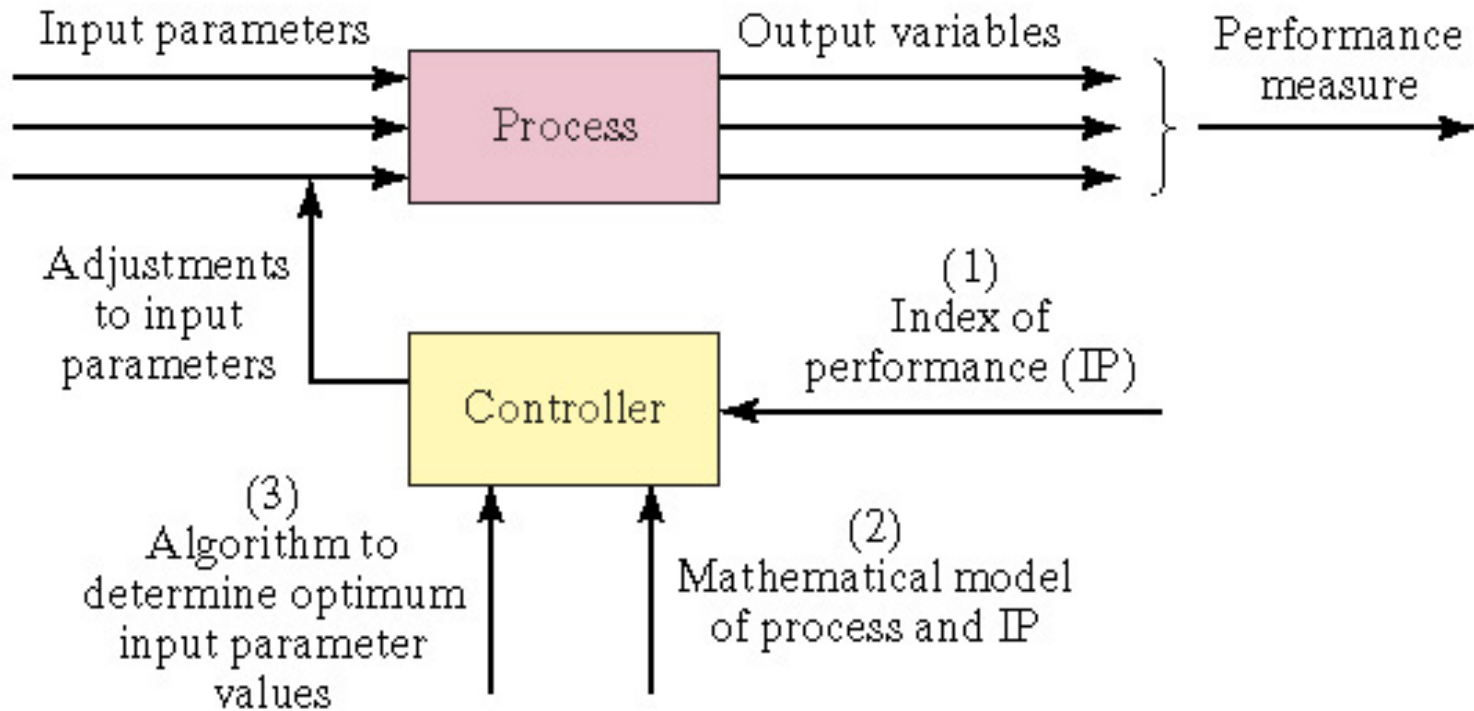 Input parameters
Output variables
Performance
measure
Process
Adjustments
to input
parameters
(1)
Index of
performance (IP)
Controller
(3)
Algorithm to
determine optimum
input parameter
values
(2)
Mathematical model
of process and IP